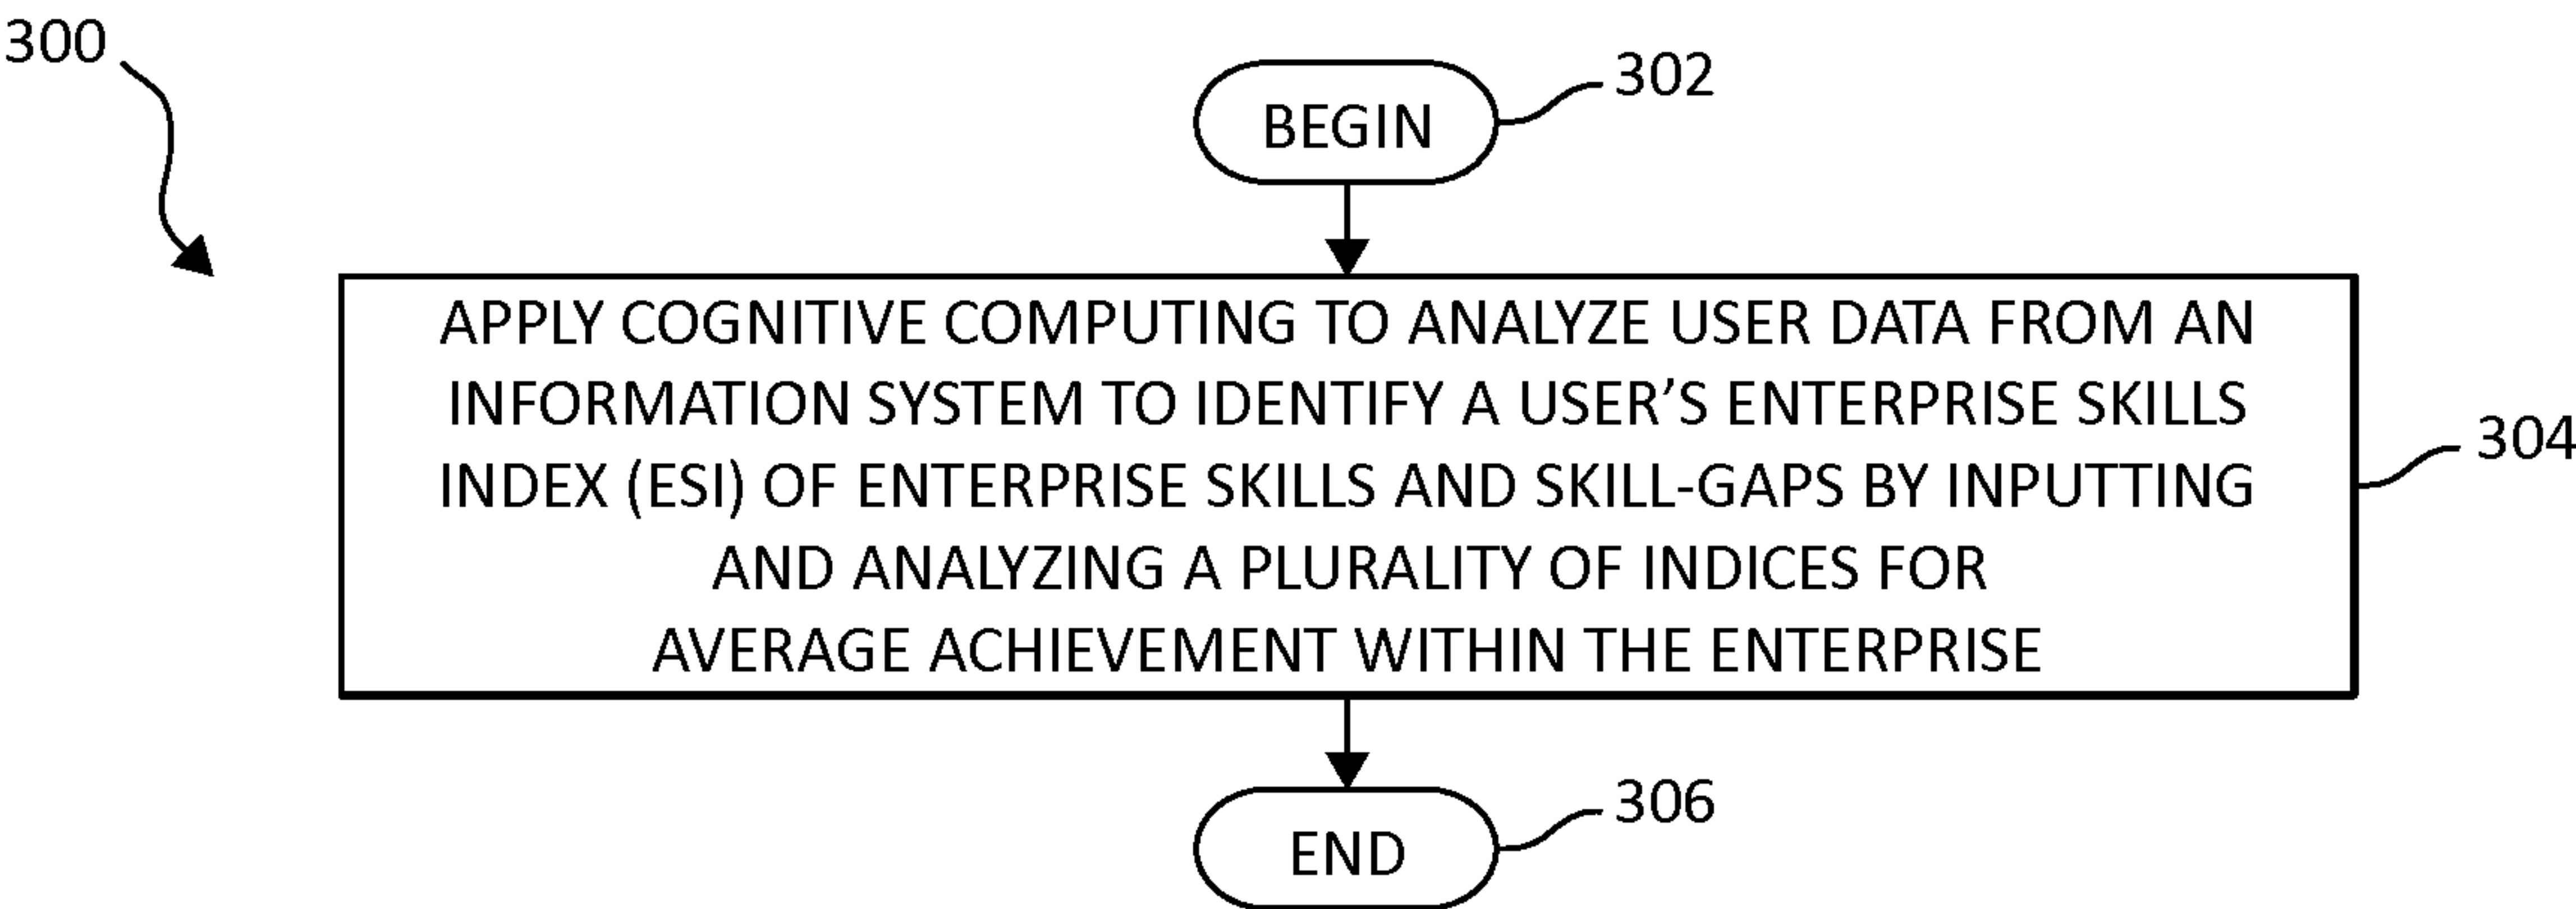 300
302
BEGIN
APPLY COGNITIVE COMPUTING TO ANALYZE USER DATA FROM AN
INFORMATION SYSTEM TO IDENTIFY A USER’S ENTERPRISE SKILLS
INDEX (ESI) OF ENTERPRISE SKILLS AND SKILL-GAPS BY INPUTTING
AND ANALYZING A PLURALITY OF INDICES FOR
AVERAGE ACHIEVEMENT WITHIN THE ENTERPRISE
304
306
END